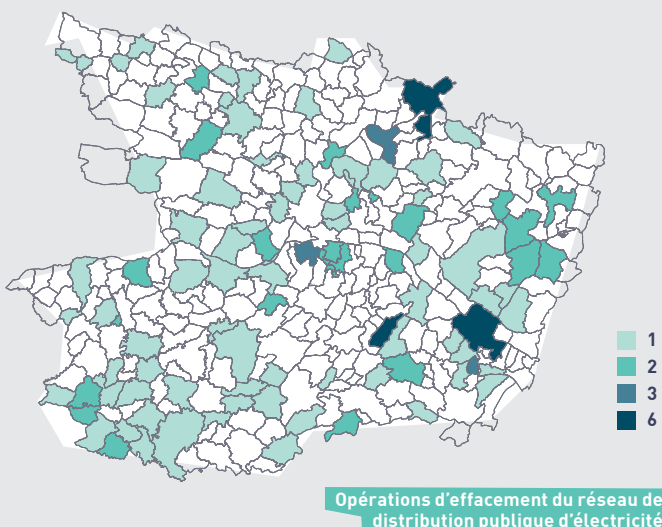 1
2
3
6
Opérations d'effacement du réseau de
distribution publique d'électricité